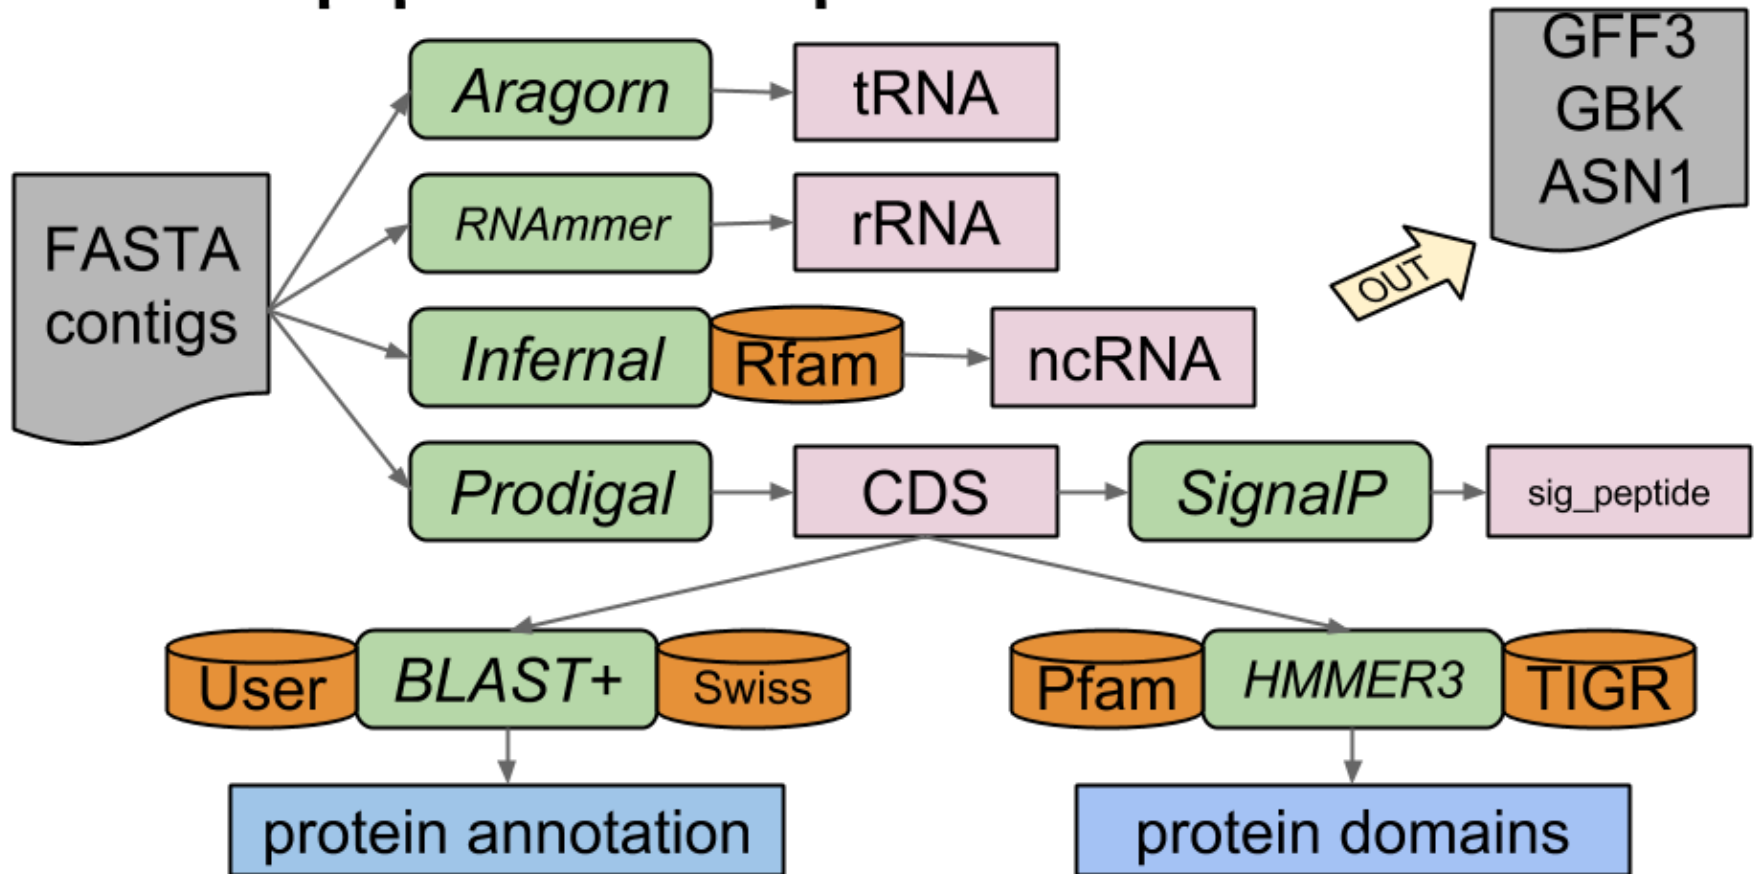 GFF3
GBK
ASN1
Aragorn
tRNA
FASTA
contigs
RNAmmer
rRNA
OUT
Infernal
Rfam
ncRNA
Prodigal
CDS
SignalP
sig_peptide
User
BLAST+
Swiss
Pfam
HMMER3
TIGR
protein annotation
protein domains